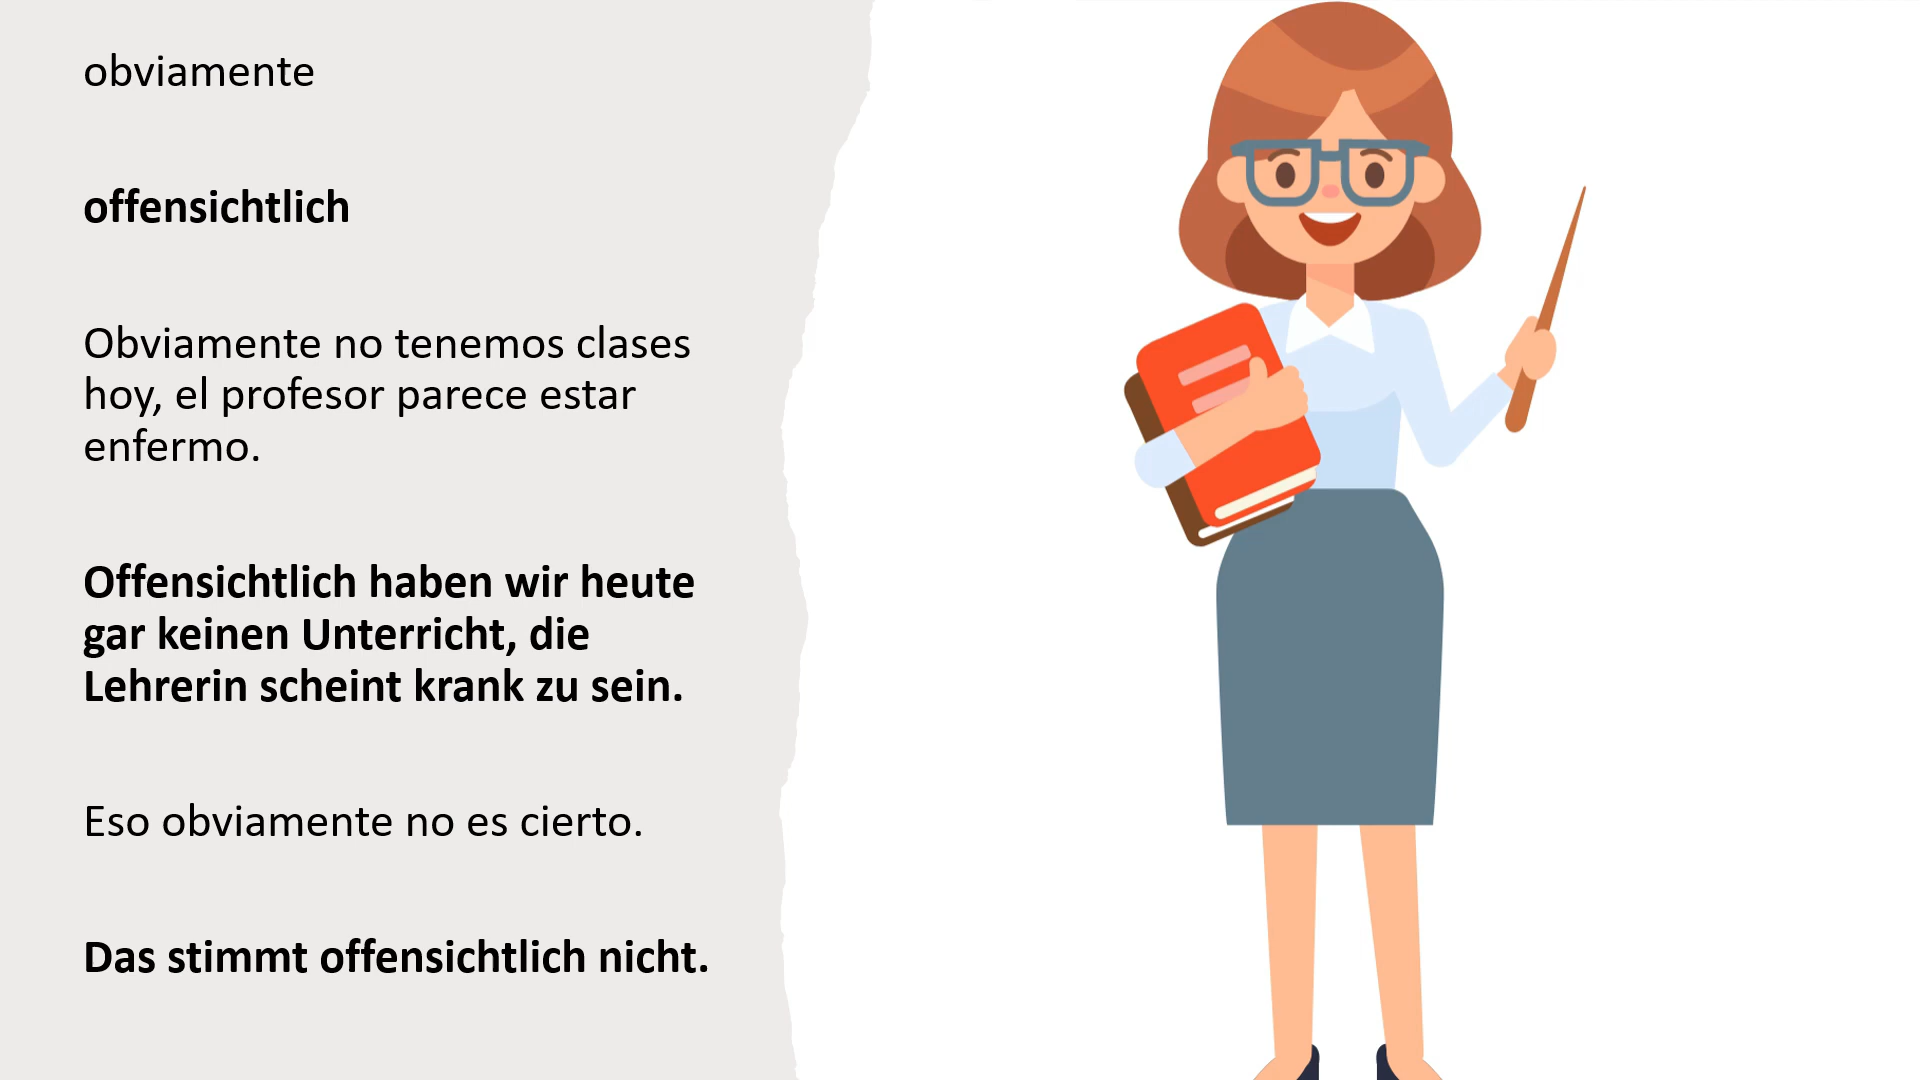 obviamente
offensichtlich
Obviamente no tenemos clases
hoy, el profesor parece estar
enfermo.
Offensichtlich haben wir heute
gar keinen Unterricht, die
Lehrerin scheint krank zu sein.
Eso obviamente no es cierto.
Das stimmt offensichtlich nicht.